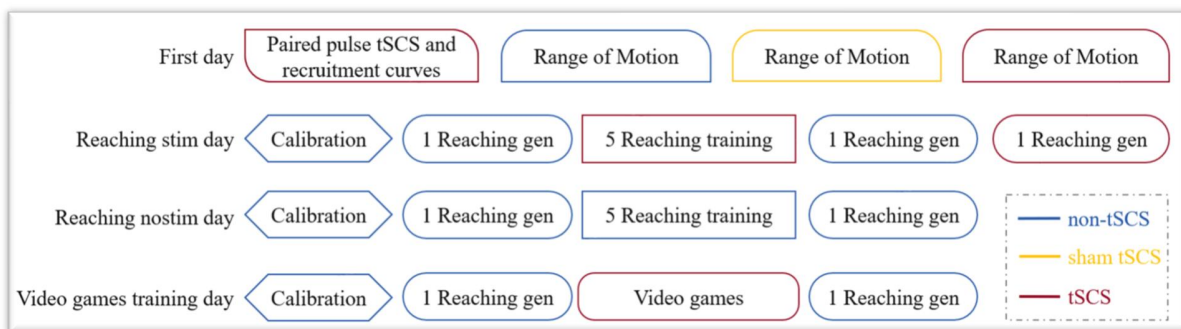 First day
Paired pulse tSCS and
recruitment curves
Range of Motion
Range of Motion
Range of Motion
Reaching stim day
Calibration
1 Reaching gen
5 Reaching training
1 Reaching gen
1 Reaching gen
Reaching nostim day
Calibration
1 Reaching gen
5 Reaching training
1 Reaching gen
non-tSCS
sham tSCS
tSCS
Video games training day
Calibration
1 Reaching gen
Video games
1 Reaching gen